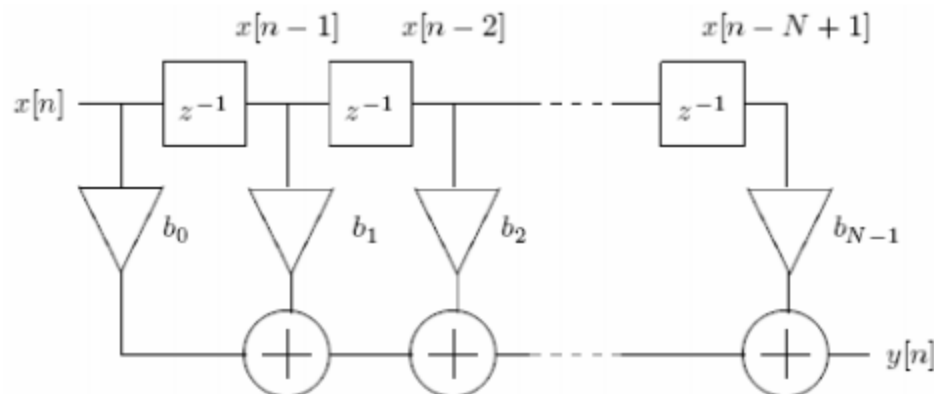 x[n − 1] x[n − 2] x[n − N + 1]
x[n] z⁻¹ z⁻¹ z⁻¹
b₀ b₁ b₂ b_{N−1}
+ + + y[n]